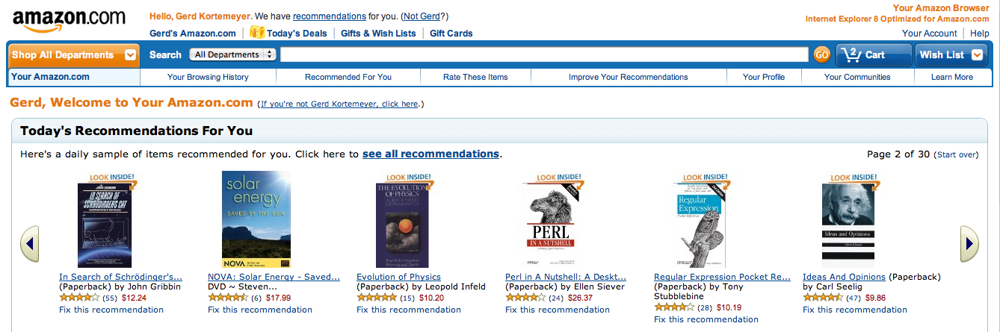 amazon.com
Hello, Gerd Kortemeyer. We have recommendations for you. (Not Gerd?)
Your Amazon Browser
Internet Explorer 8 Optimized for Amazon.com
Gerd's Amazon.com Today's Deals Gifts & Wish Lists Gift Cards
Your Account Help
Shop All Departments Search All Departments GO 2 Cart Wish List
Your Amazon.com Your Browsing History Recommended For You Rate These Items Improve Your Recommendations Your Profile Your Communities Learn More
Gerd, Welcome to Your Amazon.com (If you're not Gerd Kortemeyer, click here.)
Today's Recommendations For You
Here's a daily sample of items recommended for you. Click here to see all recommendations.
Page 2 of 30 (Start over)
LOOK INSIDE!
JOHN GRIBBIN
IN SEARCH OF
SCHRÖDINGER'S CAT
In Search of Schrödinger's...
(Paperback) by John Gribbin
(55) $12.24
Fix this recommendation
solar
energy
SAVED BY THE SUN
NOVA
NOVA: Solar Energy - Saved...
DVD ~ Steven...
(6) $17.99
Fix this recommendation
LOOK INSIDE!
THE EVOLUTION
OF PHYSICS
Evolution of Physics
(Paperback) by Leopold Infeld
(15) $10.20
Fix this recommendation
LOOK INSIDE!
PERL
IN A NUTSHELL
O'REILLY
Perl in A Nutshell: A Deskt...
(Paperback) by Ellen Siever
(24) $26.37
Fix this recommendation
LOOK INSIDE!
Regular
Expression
Pocket Reference
O'REILLY
Regular Expression Pocket Re...
(Paperback) by Tony
Stubblebine
(28) $10.19
Fix this recommendation
LOOK INSIDE!
Ideas and Opinions
Ideas And Opinions (Paperback)
by Carl Seelig
(47) $9.86
Fix this recommendation